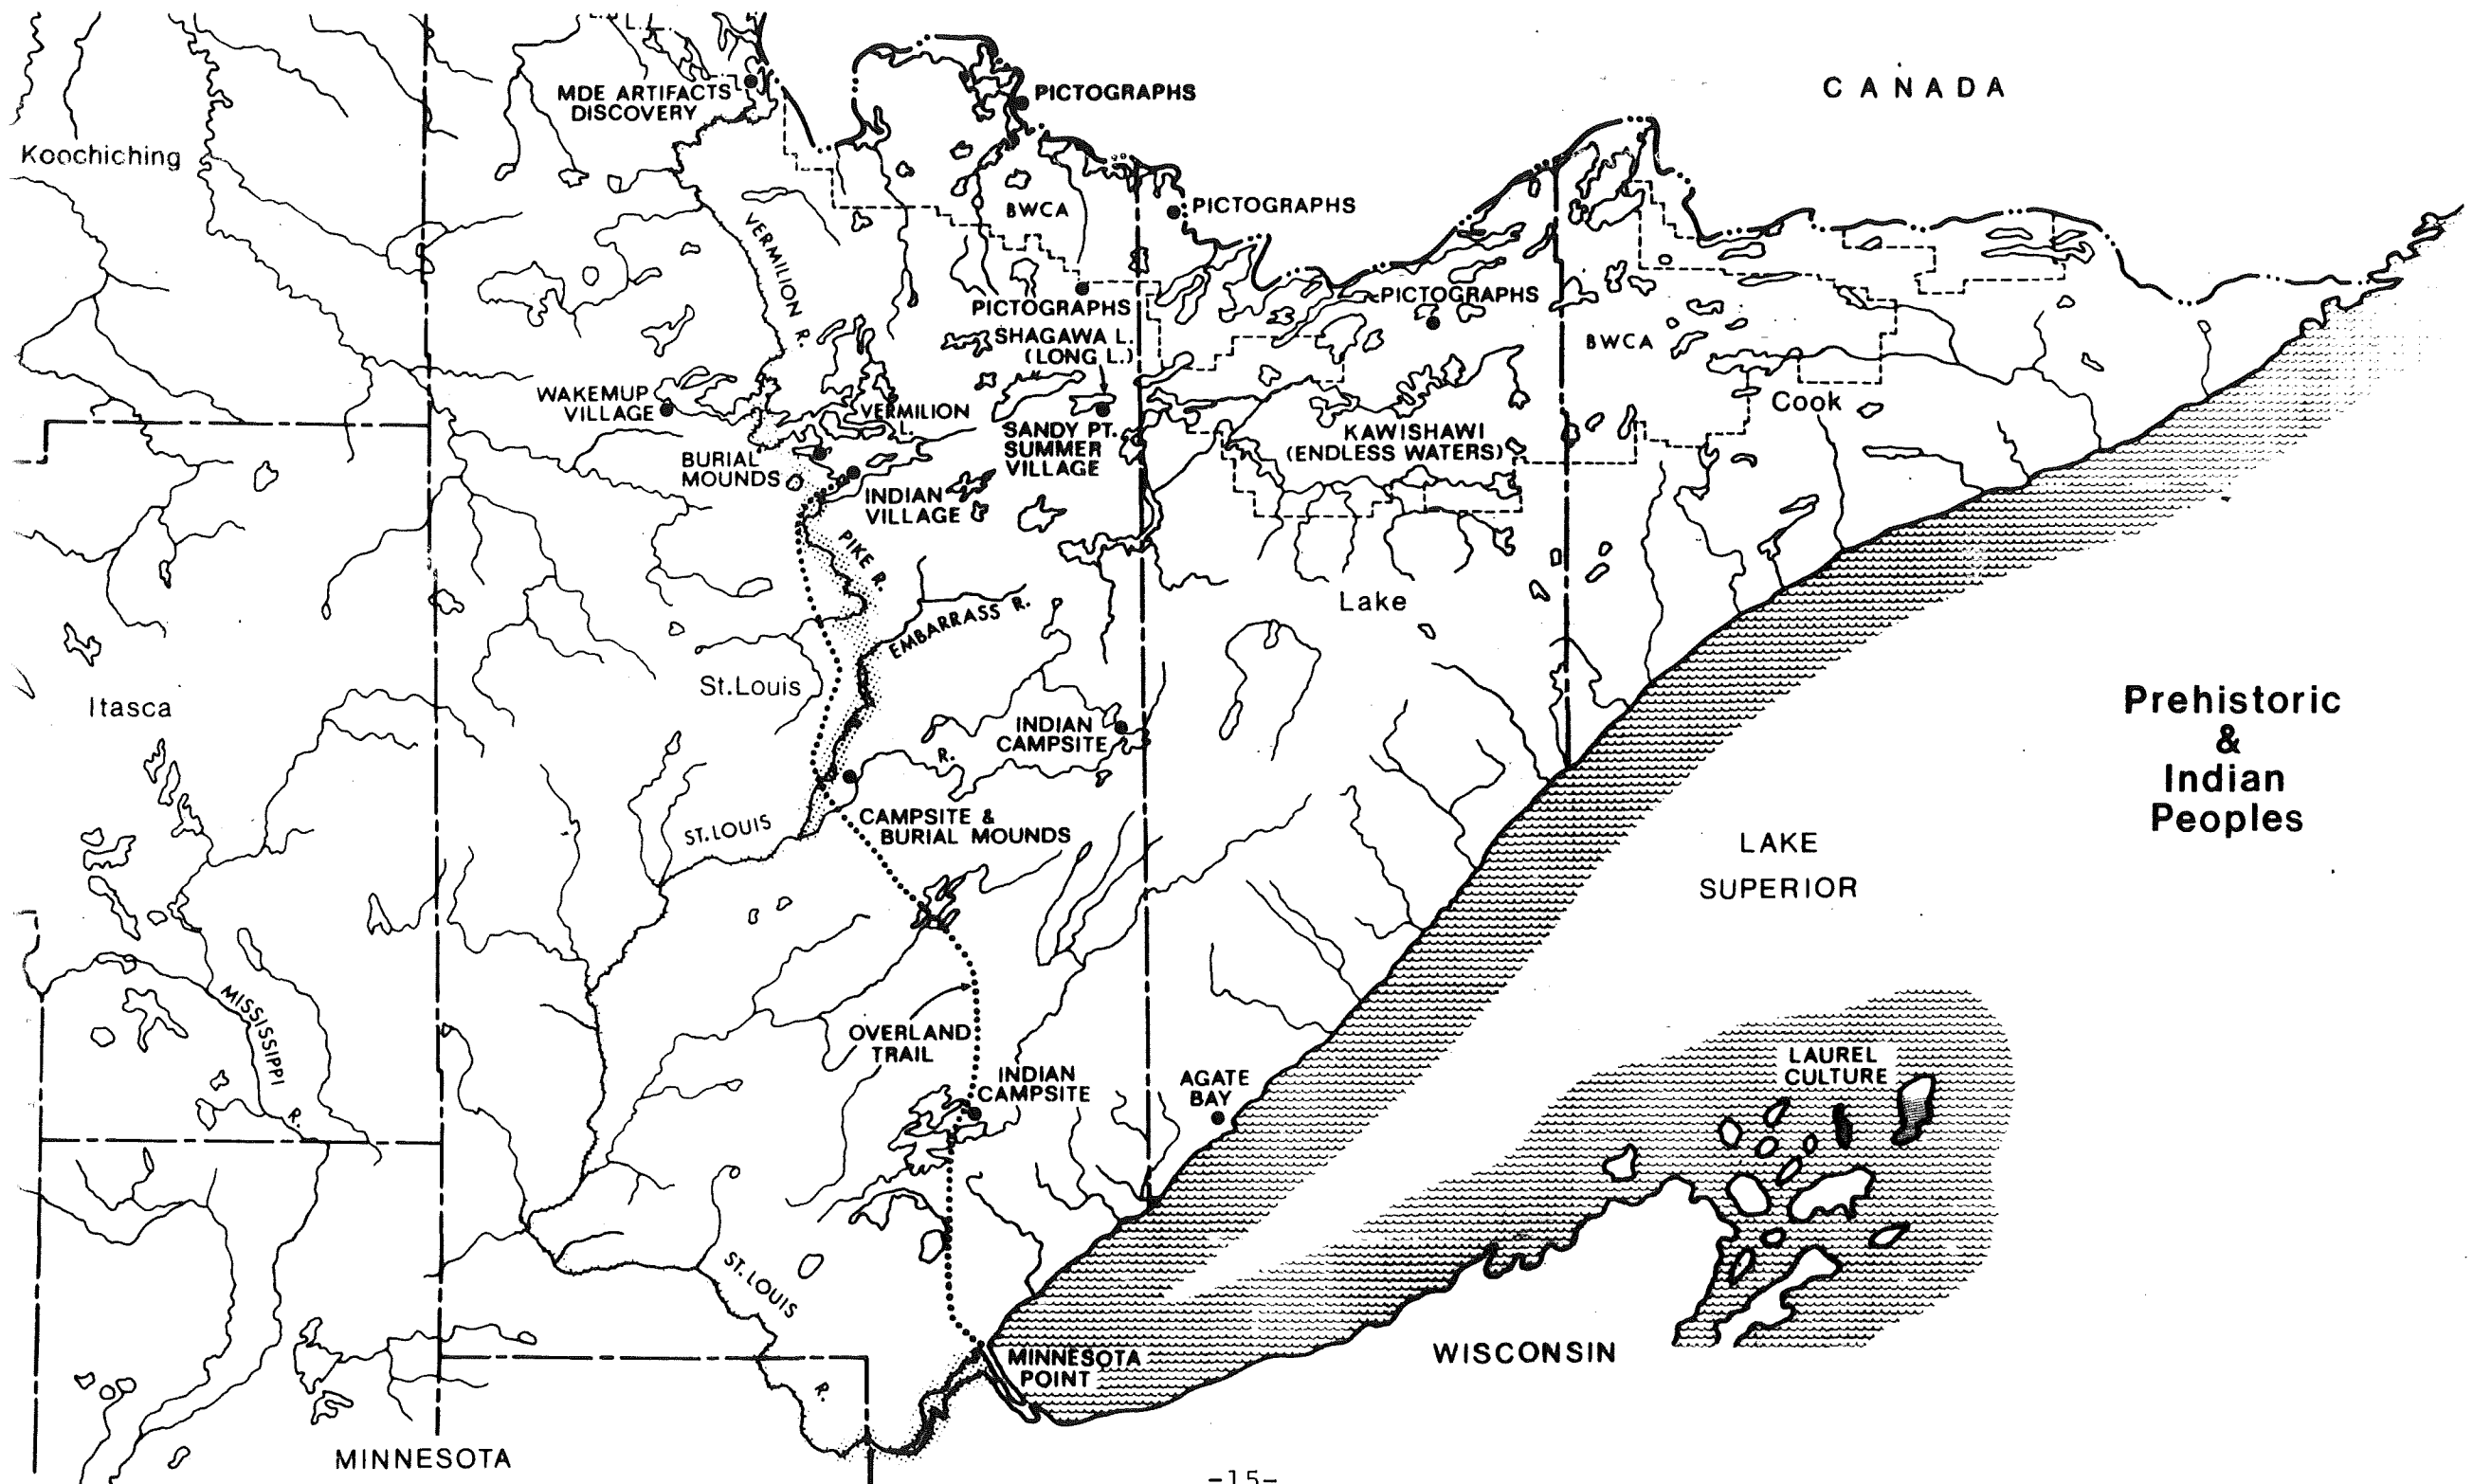 CANADA
MDE ARTIFACTS
DISCOVERY
PICTOGRAPHS
Koochiching
PICTOGRAPHS
BWCA
VERMILION R.
PICTOGRAPHS
PICTOGRAPHS
SHAGAWA L.
(LONG L.)
BWCA
WAKEMUP
VILLAGE
VERMILION
L.
Cook
SANDY PT.
SUMMER
VILLAGE
KAWISHAWI
(ENDLESS WATERS)
BURIAL
MOUNDS
INDIAN
VILLAGE
PIKE R.
EMBARRASS R.
Lake
St.Louis
Itasca
INDIAN
CAMPSITE
R.
Prehistoric
&
Indian
Peoples
CAMPSITE &
BURIAL MOUNDS
ST.LOUIS
LAKE
SUPERIOR
MISSISSIPPI
R.
OVERLAND
TRAIL
INDIAN
CAMPSITE
AGATE
BAY
LAUREL
CULTURE
ST.LOUIS
R.
MINNESOTA
POINT
WISCONSIN
MINNESOTA
-15-